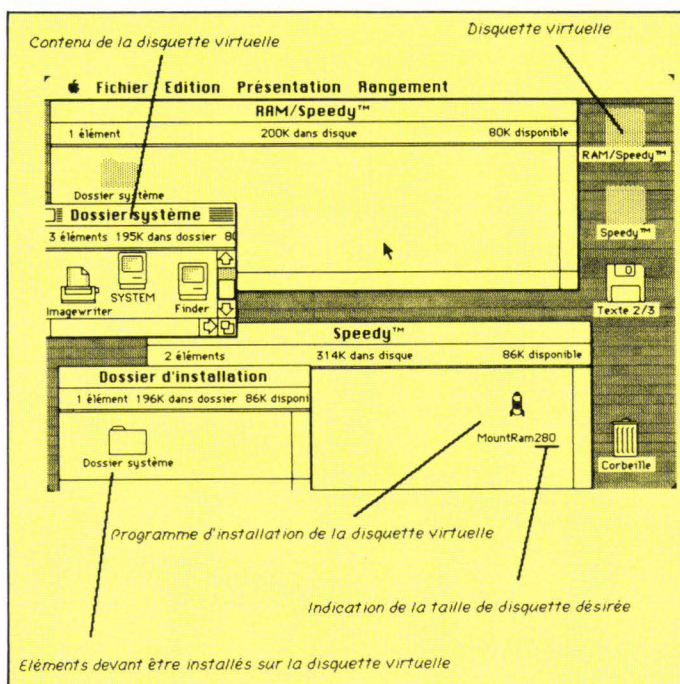 Contenu de la disquette virtuelle
Disquette virtuelle
Fichier Edition Présentation Rangement
RAM/Speedy™
1 élément 200K dans disque 80K disponible
RAM/Speedy™
Dossier système
Dossier système
3 éléments 195K dans dossier 80
Speedy™
Imagewriter SYSTEM Finder
Texte 2/3
Speedy™
2 éléments 314K dans disque 86K disponible
Dossier d'installation
1 élément 196K dans dossier 86K disponi
MountRam280
Dossier système
Corbeille
Programme d'installation de la disquette virtuelle
Indication de la taille de disquette désirée
Eléments devant être installés sur la disquette virtuelle